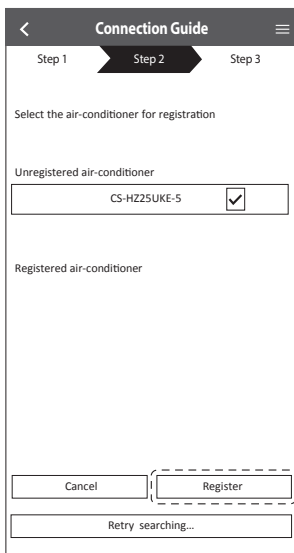 Connection Guide
Step 1 Step 2 Step 3
Select the air-conditioner for registration
Unregistered air-conditioner
CS-HZ25UKE-5
Registered air-conditioner
Cancel Register
Retry searching...